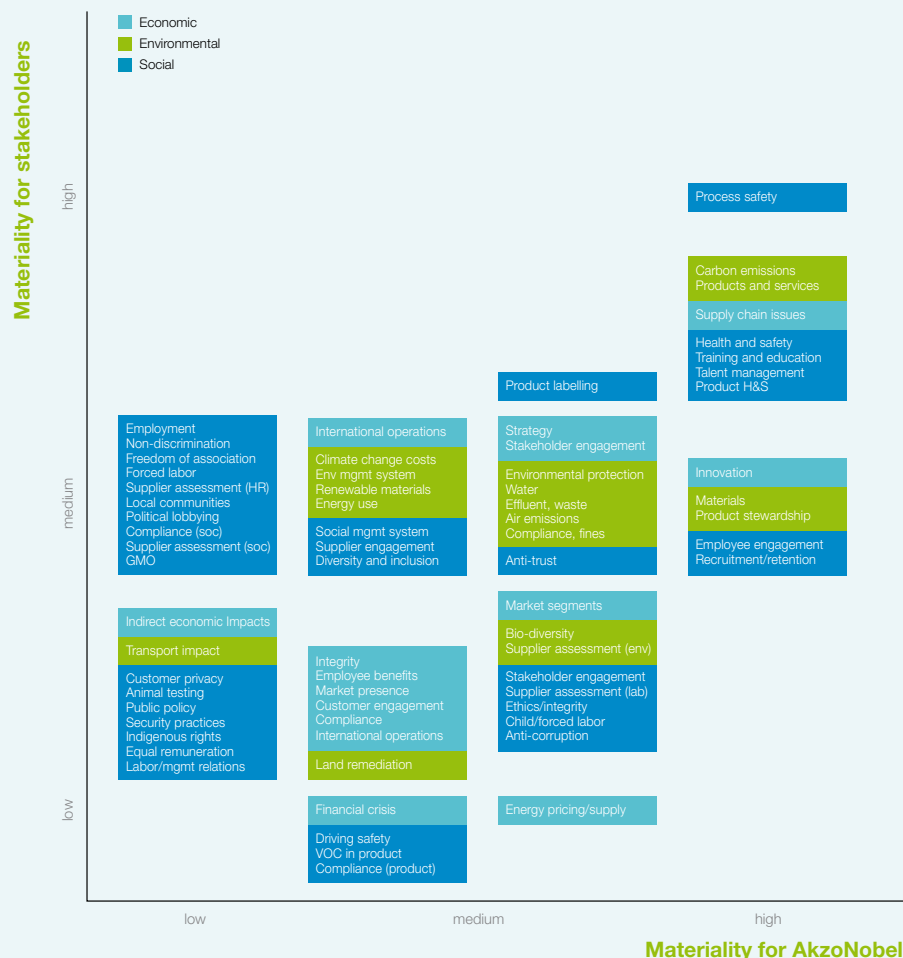 Economic
Environmental
Social
Materiality for stakeholders
high
medium
low
Process safety
Carbon emissions
Products and services
Supply chain issues
Health and safety
Training and education
Talent management
Product H&S
Product labelling
Employment
Non-discrimination
Freedom of association
Forced labor
Supplier assessment (HR)
Local communities
Political lobbying
Compliance (soc)
Supplier assessment (soc)
GMO
International operations
Climate change costs
Env mgmt system
Renewable materials
Energy use
Social mgmt system
Supplier engagement
Diversity and inclusion
Strategy
Stakeholder engagement
Environmental protection
Water
Effluent, waste
Air emissions
Compliance, fines
Anti-trust
Innovation
Materials
Product stewardship
Employee engagement
Recruitment/retention
Indirect economic Impacts
Transport impact
Customer privacy
Animal testing
Public policy
Security practices
Indigenous rights
Equal remuneration
Labor/mgmt relations
Integrity
Employee benefits
Market presence
Customer engagement
Compliance
International operations
Land remediation
Market segments
Bio-diversity
Supplier assessment (env)
Stakeholder engagement
Supplier assessment (lab)
Ethics/integrity
Child/forced labor
Anti-corruption
Financial crisis
Driving safety
VOC in product
Compliance (product)
Energy pricing/supply
low
medium
high
Materiality for AkzoNobel